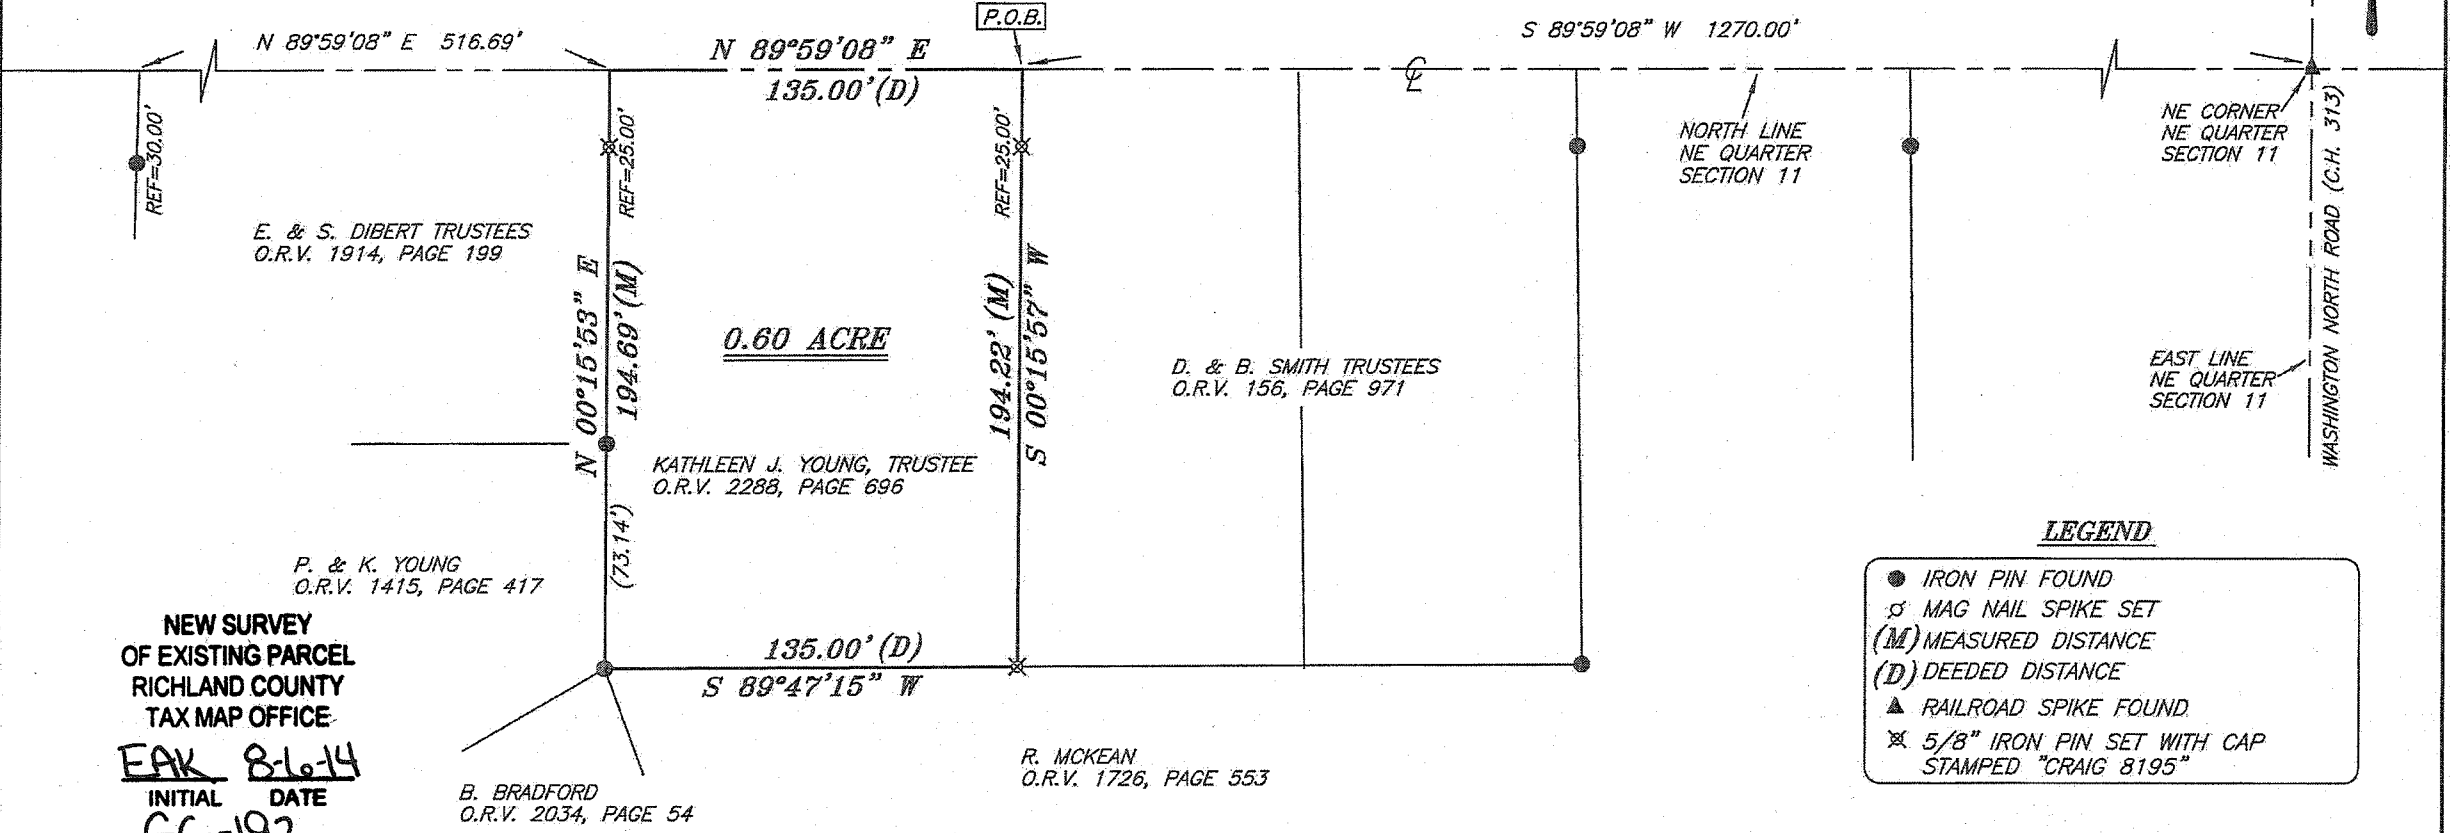 P.O.B.
N 89°59'08" E 516.69'
N 89°59'08" E
135.00' (D)
S 89°59'08" W 1270.00'
REF=30.00'
REF=25.00'
REF=25.00'
NORTH LINE
NE QUARTER
SECTION 11
NE CORNER
NE QUARTER
SECTION 11
WASHINGTON NORTH ROAD (C.H. 313)
E. & S. DIBERT TRUSTEES
O.R.V. 1914, PAGE 199
N 00°15'53" E
194.69' (M)
0.60 ACRE
194.22' (M)
S 00°15'57" W
D. & B. SMITH TRUSTEES
O.R.V. 156, PAGE 971
EAST LINE
NE QUARTER
SECTION 11
KATHLEEN J. YOUNG, TRUSTEE
O.R.V. 2288, PAGE 696
(73.14')
P. & K. YOUNG
O.R.V. 1415, PAGE 417
135.00' (D)
S 89°47'15" W
NEW SURVEY
OF EXISTING PARCEL
RICHLAND COUNTY
TAX MAP OFFICE
EAK 8-6-14
INITIAL DATE
B. BRADFORD
O.R.V. 2034, PAGE 54
R. MCKEAN
O.R.V. 1726, PAGE 553
LEGEND
IRON PIN FOUND
MAG NAIL SPIKE SET
(M) MEASURED DISTANCE
(D) DEEDED DISTANCE
RAILROAD SPIKE FOUND
5/8" IRON PIN SET WITH CAP
STAMPED "CRAIG 8195"